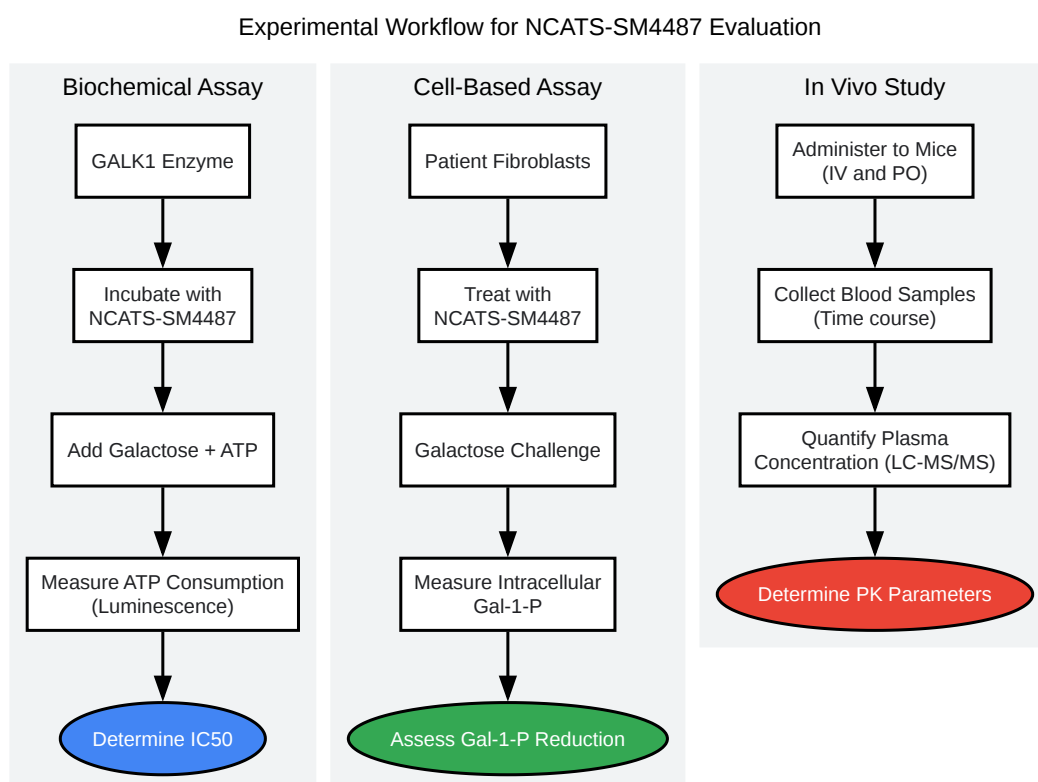 Experimental Workflow for NCATS-SM4487 Evaluation
Biochemical Assay
GALK1 Enzyme
Incubate with
NCATS-SM4487
Add Galactose + ATP
Measure ATP Consumption
(Luminescence)
Determine IC50
Cell-Based Assay
Patient Fibroblasts
Treat with
NCATS-SM4487
Galactose Challenge
Measure Intracellular
Gal-1-P
Assess Gal-1-P Reduction
In Vivo Study
Administer to Mice
(IV and PO)
Collect Blood Samples
(Time course)
Quantify Plasma
Concentration (LC-MS/MS)
Determine PK Parameters